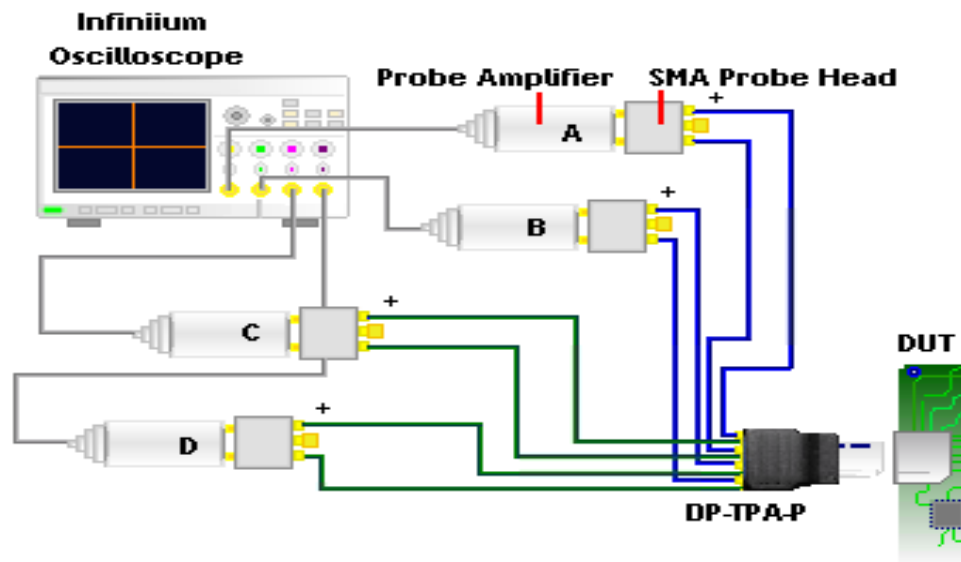 Infiniium
Oscilloscope
Probe Amplifier
SMA Probe Head
+
A
+
B
+
C
DUT
+
D
DP-TPA-P